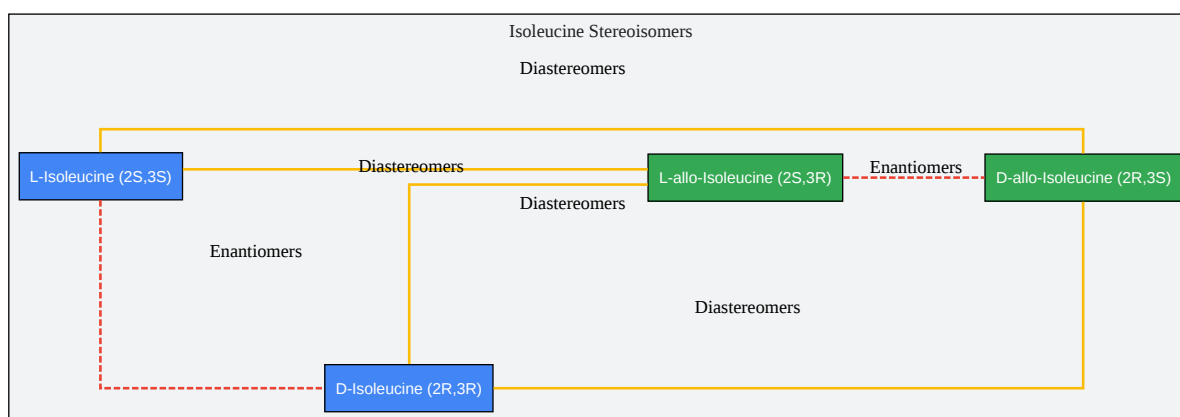 Isoleucine Stereoisomers
Diastereomers
L-Isoleucine (2S,3S)
Diastereomers
L-allo-Isoleucine (2S,3R)
Enantiomers
D-allo-Isoleucine (2R,3S)
Diastereomers
Enantiomers
Diastereomers
D-Isoleucine (2R,3R)